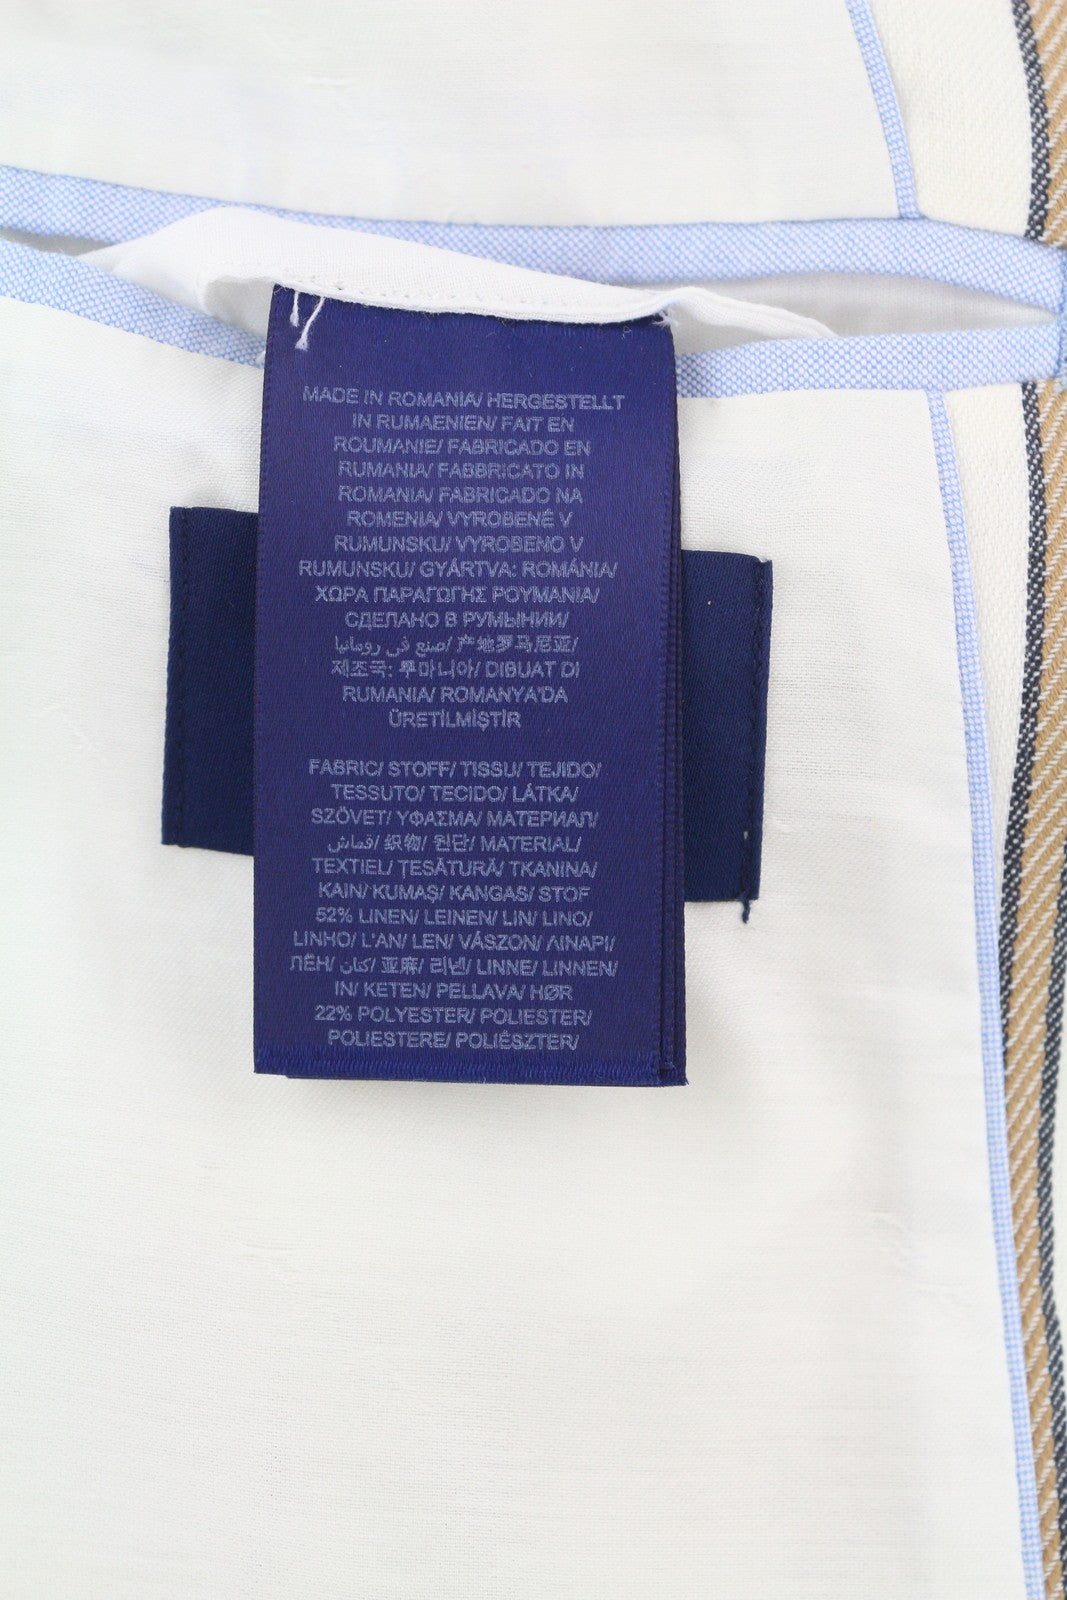 MADE IN ROMANIA/ HERGESTELLT
IN RUMAENIEN/ FAIT EN
ROUMANIE/ FABRICADO EN
RUMANIA/ FABBRICATO IN
ROMANIA/ FABRICADO NA
ROMENIA/ VYROBENÉ V
RUMUNSKU/ VYROBENO V
RUMUNSKU/ GYÁRTVA: ROMÁNIA/
ΧΩΡΑ ΠΑΡΑΓΩΓΗΣ ΡΟΥΜΑΝΙΑ/
СДЕЛАНО В РУМЫНИИ/
صنع في رومانيا/ 产地罗马尼亚/
제조국: 루마니아/ DIBUAT DI
RUMANIA/ ROMANYA'DA
ÜRETİLMİŞTİR
FABRIC/ STOFF/ TISSU/ TEJIDO/
TESSUTO/ TECIDO/ LÁTKA/
SZÖVET/ ΥΦΑΣΜΑ/ МАТЕРИАЛ/
قماش/ 织物/ 원단/ MATERIAL/
TEXTIEL/ ŢESĂTURĂ/ TKANINA/
KAIN/ KUMAŞ/ KANGAS/ STOF
52% LINEN/ LEINEN/ LIN/ LINO/
LINHO/ L'AN/ LEN/ VÁSZON/ ΛΙΝΑΡΙ/
ЛЁН/ كتان/ 亚麻/ 리넨/ LINNE/ LINNEN/
IN/ KETEN/ PELLAVA/ HØR
22% POLYESTER/ POLIESTER/
POLIESTERE/ POLIÉSZTER/